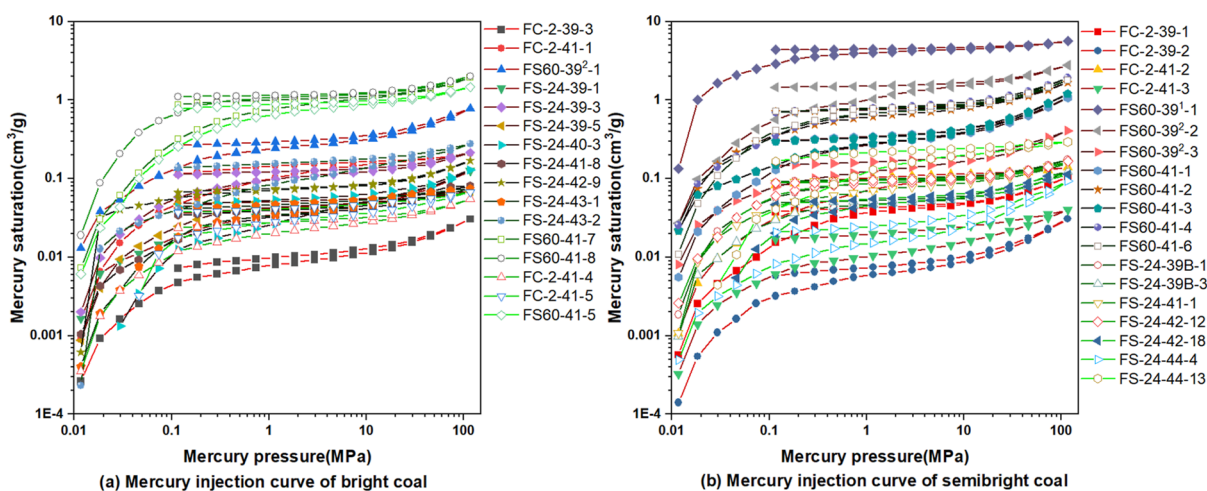 10
1
0.1
0.01
0.001
1E-4
Mercury saturation(cm³/g)
0.01 0.1 1 10 100
Mercury pressure(MPa)
FC-2-39-3
FC-2-41-1
FS60-39²-1
FS-24-39-1
FS-24-39-3
FS-24-39-5
FS-24-40-3
FS-24-41-8
FS-24-42-9
FS-24-43-1
FS-24-43-2
FS60-41-7
FS60-41-8
FC-2-41-4
FC-2-41-5
FS60-41-5
(a) Mercury injection curve of bright coal
10
1
0.1
0.01
0.001
1E-4
Mercury saturation(cm³/g)
0.01 0.1 1 10 100
Mercury pressure(MPa)
FC-2-39-1
FC-2-39-2
FC-2-41-2
FC-2-41-3
FS60-39¹-1
FS60-39²-2
FS60-39²-3
FS60-41-1
FS60-41-2
FS60-41-3
FS60-41-4
FS60-41-6
FS-24-39B-1
FS-24-39B-3
FS-24-41-1
FS-24-42-12
FS-24-42-18
FS-24-44-4
FS-24-44-13
(b) Mercury injection curve of semibright coal